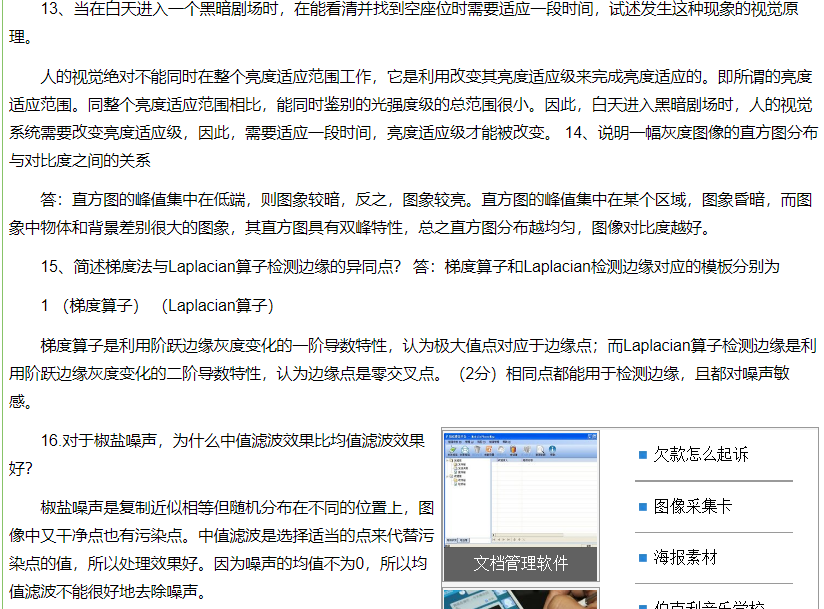 13、当在白天进入一个黑暗剧场时，在能看清并找到空座位时需要适应一段时间，试述发生这种现象的视觉原
理。
人的视觉绝对不能同时在整个亮度适应范围工作，它是利用改变其亮度适应级来完成亮度适应的。即所谓的亮度
适应范围。同整个亮度适应范围相比，能同时鉴别的光强度级的总范围很小。因此，白天进入黑暗剧场时，人的视觉
系统需要改变亮度适应级，因此，需要适应一段时间，亮度适应级才能被改变。 14、说明一幅灰度图像的直方图分布
与对比度之间的关系
答：直方图的峰值集中在低端，则图象较暗，反之，图象较亮。直方图的峰值集中在某个区域，图象昏暗，而图
象中物体和背景差别很大的图象，其直方图具有双峰特性，总之直方图分布越均匀，图像对比度越好。
15、简述梯度法与Laplacian算子检测边缘的异同点？ 答：梯度算子和Laplacian检测边缘对应的模板分别为
1 （梯度算子） （Laplacian算子）
梯度算子是利用阶跃边缘灰度变化的一阶导数特性，认为极大值点对应于边缘点；而Laplacian算子检测边缘是利
用阶跃边缘灰度变化的二阶导数特性，认为边缘点是零交叉点。（2分）相同点都能用于检测边缘，且都对噪声敏
感。
16.对于椒盐噪声，为什么中值滤波效果比均值滤波效果
好？
椒盐噪声是复制近似相等但随机分布在不同的位置上，图
像中又干净点也有污染点。中值滤波是选择适当的点来代替污
染点的值，所以处理效果好。因为噪声的均值不为0，所以均
值滤波不能很好地去除噪声。
文档管理软件
欠款怎么起诉
图像采集卡
海报素材
伯克利音乐学校